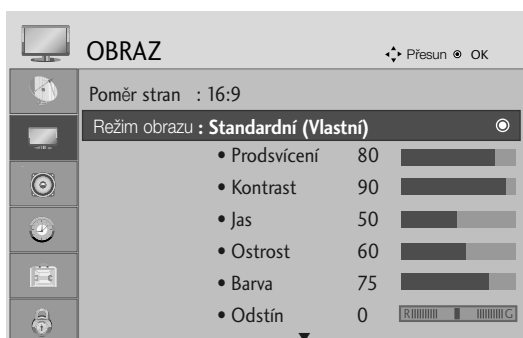 OBRAZ Přesun OK
Poměr stran : 16:9
Režim obrazu : Standardní (Vlastní)
• Prodsvícení 80
• Kontrast 90
• Jas 50
• Ostrost 60
• Barva 75
• Odstín 0 R G